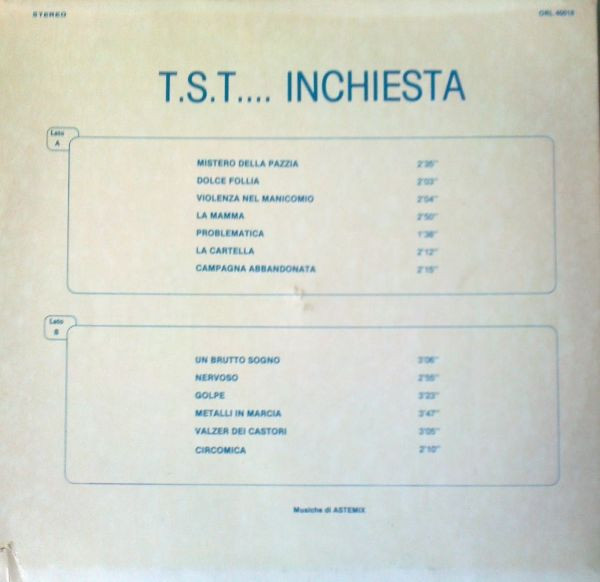 STEREO
T.S.T.... INCHIESTA
Lato
A
MISTERO DELLA PAZZIA 2'35"
DOLCE FOLLIA 2'03"
VIOLENZA NEL MANICOMIO 2'04"
LA MAMMA 2'50"
PROBLEMATICA 1'36"
LA CARTELLA 2'12"
CAMPAGNA ABBANDONATA 2'15"
Lato
B
UN BRUTTO SOGNO 3'06"
NERVOSO 2'55"
GOLPE 3'23"
METALLI IN MARCIA 3'47"
VALZER DEI CASTORI 3'05"
CIRCOMICA 2'10"
Musiche di ASTEMIX